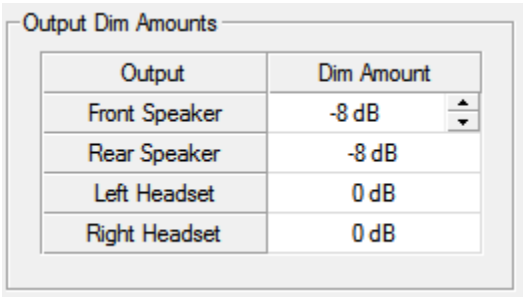 Output Dim Amounts
Output Dim Amount
Front Speaker -8 dB
Rear Speaker -8 dB
Left Headset 0 dB
Right Headset 0 dB